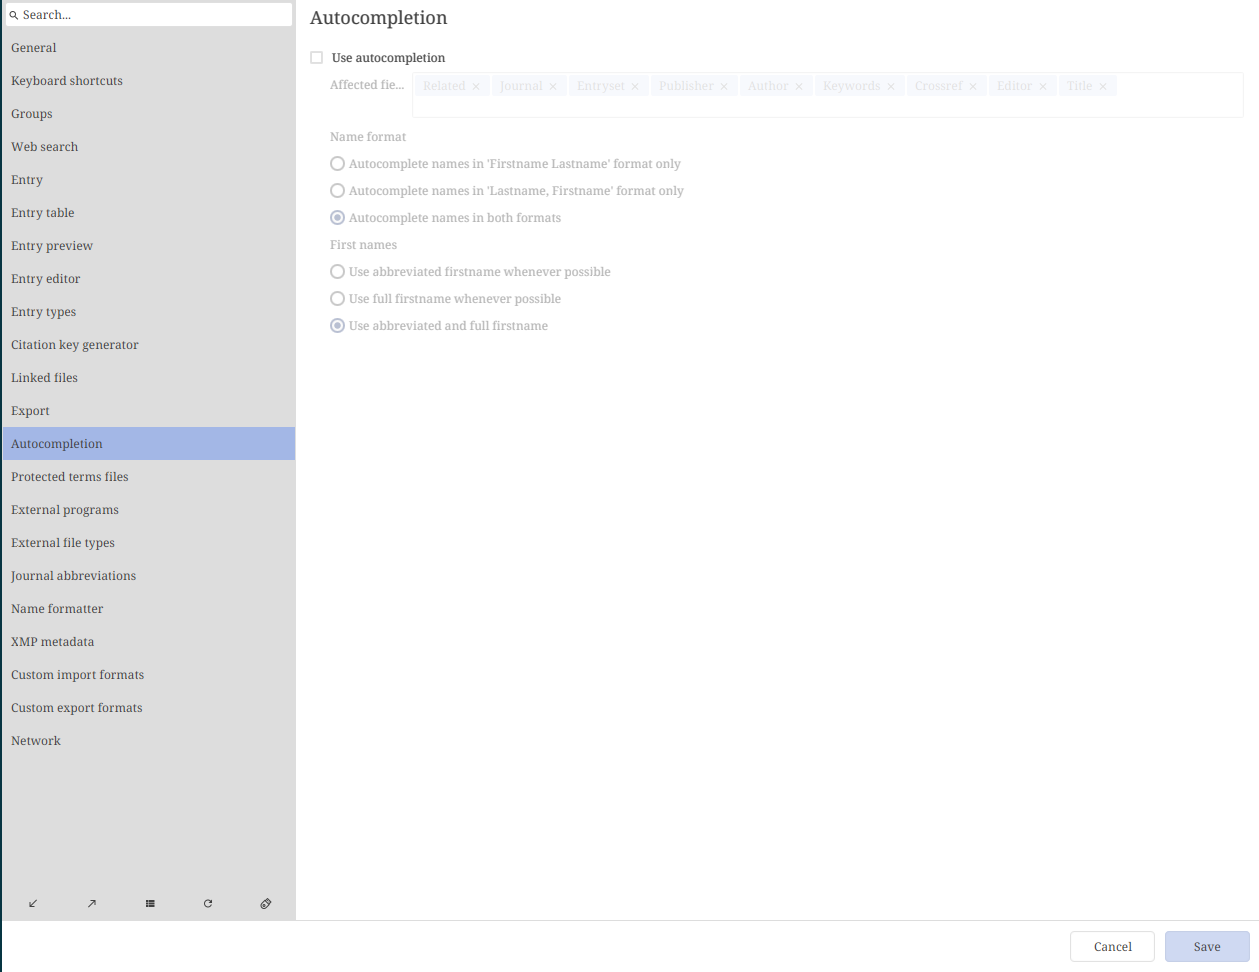 Search...
General
Keyboard shortcuts
Groups
Web search
Entry
Entry table
Entry preview
Entry editor
Entry types
Citation key generator
Linked files
Export
Autocompletion
Protected terms files
External programs
External file types
Journal abbreviations
Name formatter
XMP metadata
Custom import formats
Custom export formats
Network
Autocompletion
Use autocompletion
Affected fie... Related Journal Entryset Publisher Author Keywords Crossref Editor Title
Name format
Autocomplete names in 'Firstname Lastname' format only
Autocomplete names in 'Lastname, Firstname' format only
Autocomplete names in both formats
First names
Use abbreviated firstname whenever possible
Use full firstname whenever possible
Use abbreviated and full firstname
Cancel Save